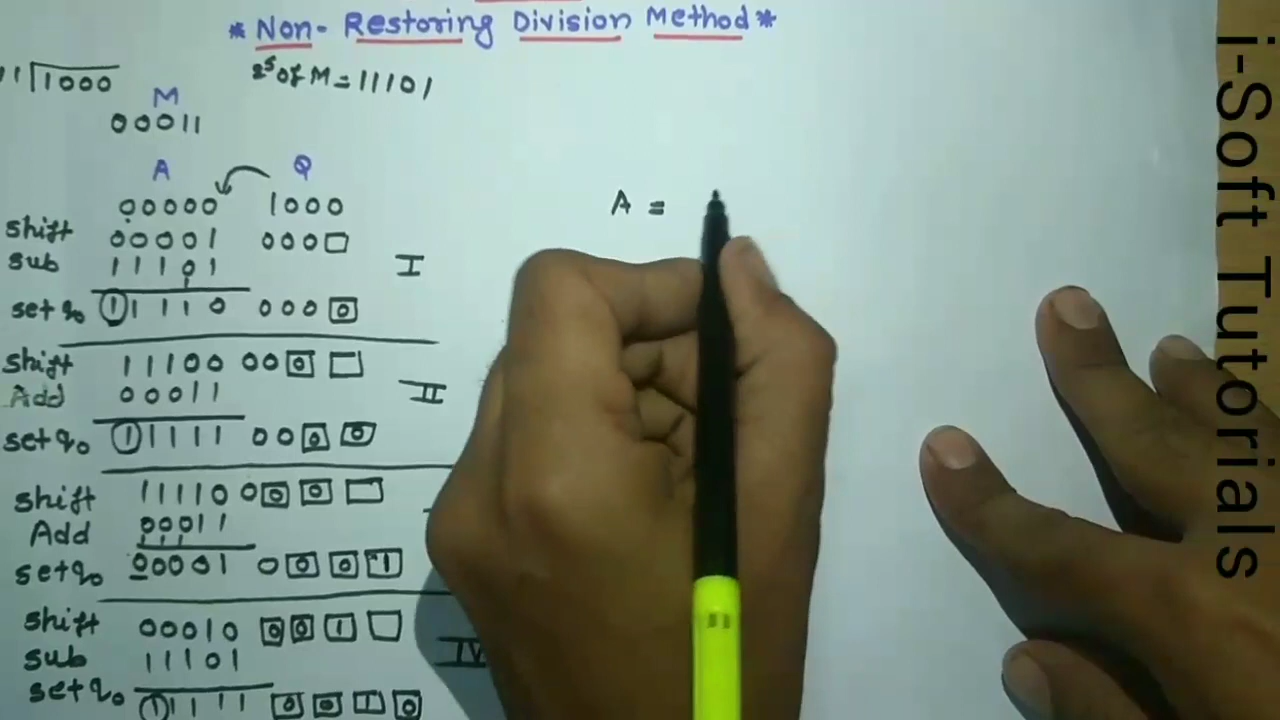 * Non- Restoring Division Method *
11 1000
2's of M = 11101
M
00011
A Q
00000 1000
Shift 00001 000
Sub 11101 I
set q0 11110 000 0
Shift 11100 00 0
Add 00011 II
set q0 11111 00 0 0
Shift 11110 0 0 0
Add 00011
set q0 00001 0 0 0 1
Shift 00010 0 0 1
Sub 11101 IV
set q0 11111 0 0 1 0
A =
i-Soft Tutorials